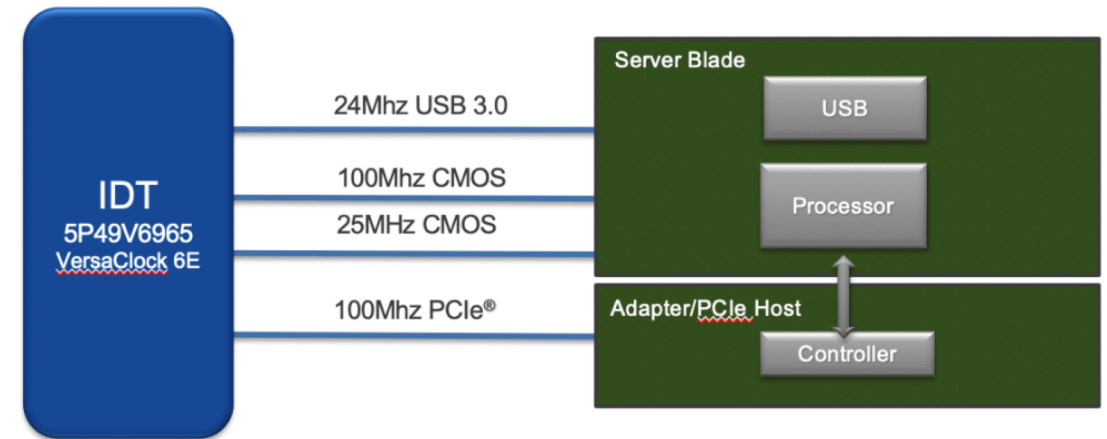 IDT
5P49V6965
VersaClock 6E
24Mhz USB 3.0
100Mhz CMOS
25MHz CMOS
100Mhz PCIe®
Server Blade
USB
Processor
Adapter/PCIe Host
Controller